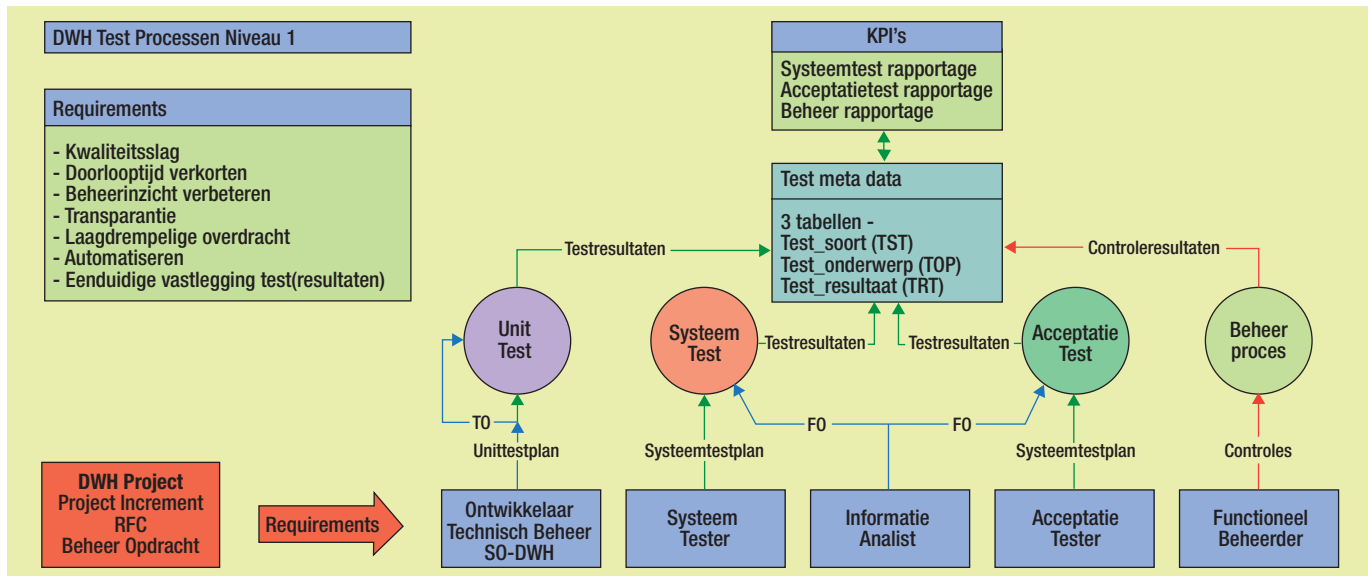 DWH Test Processen Niveau 1
KPI's
Systeemtest rapportage
Acceptatietest rapportage
Beheer rapportage
Requirements
- Kwaliteitsslag
- Doorlooptijd verkorten
- Beheerinzicht verbeteren
- Transparantie
- Laagdrempelige overdracht
- Automatiseren
- Eenduidige vastlegging test(resultaten)
Test meta data
3 tabellen -
Test_soort (TST)
Test_onderwerp (TOP)
Test_resultaat (TRT)
Testresultaten
Controleresultaten
Unit
Test
Systeem
Test
Testresultaten
Testresultaten
Acceptatie
Test
Beheer
proces
TO
FO
FO
Unittestplan
Systeemtestplan
Systeemtestplan
Controles
DWH Project
Project Increment
RFC
Beheer Opdracht
Requirements
Ontwikkelaar
Technisch Beheer
SO-DWH
Systeem
Tester
Informatie
Analist
Acceptatie
Tester
Functioneel
Beheerder